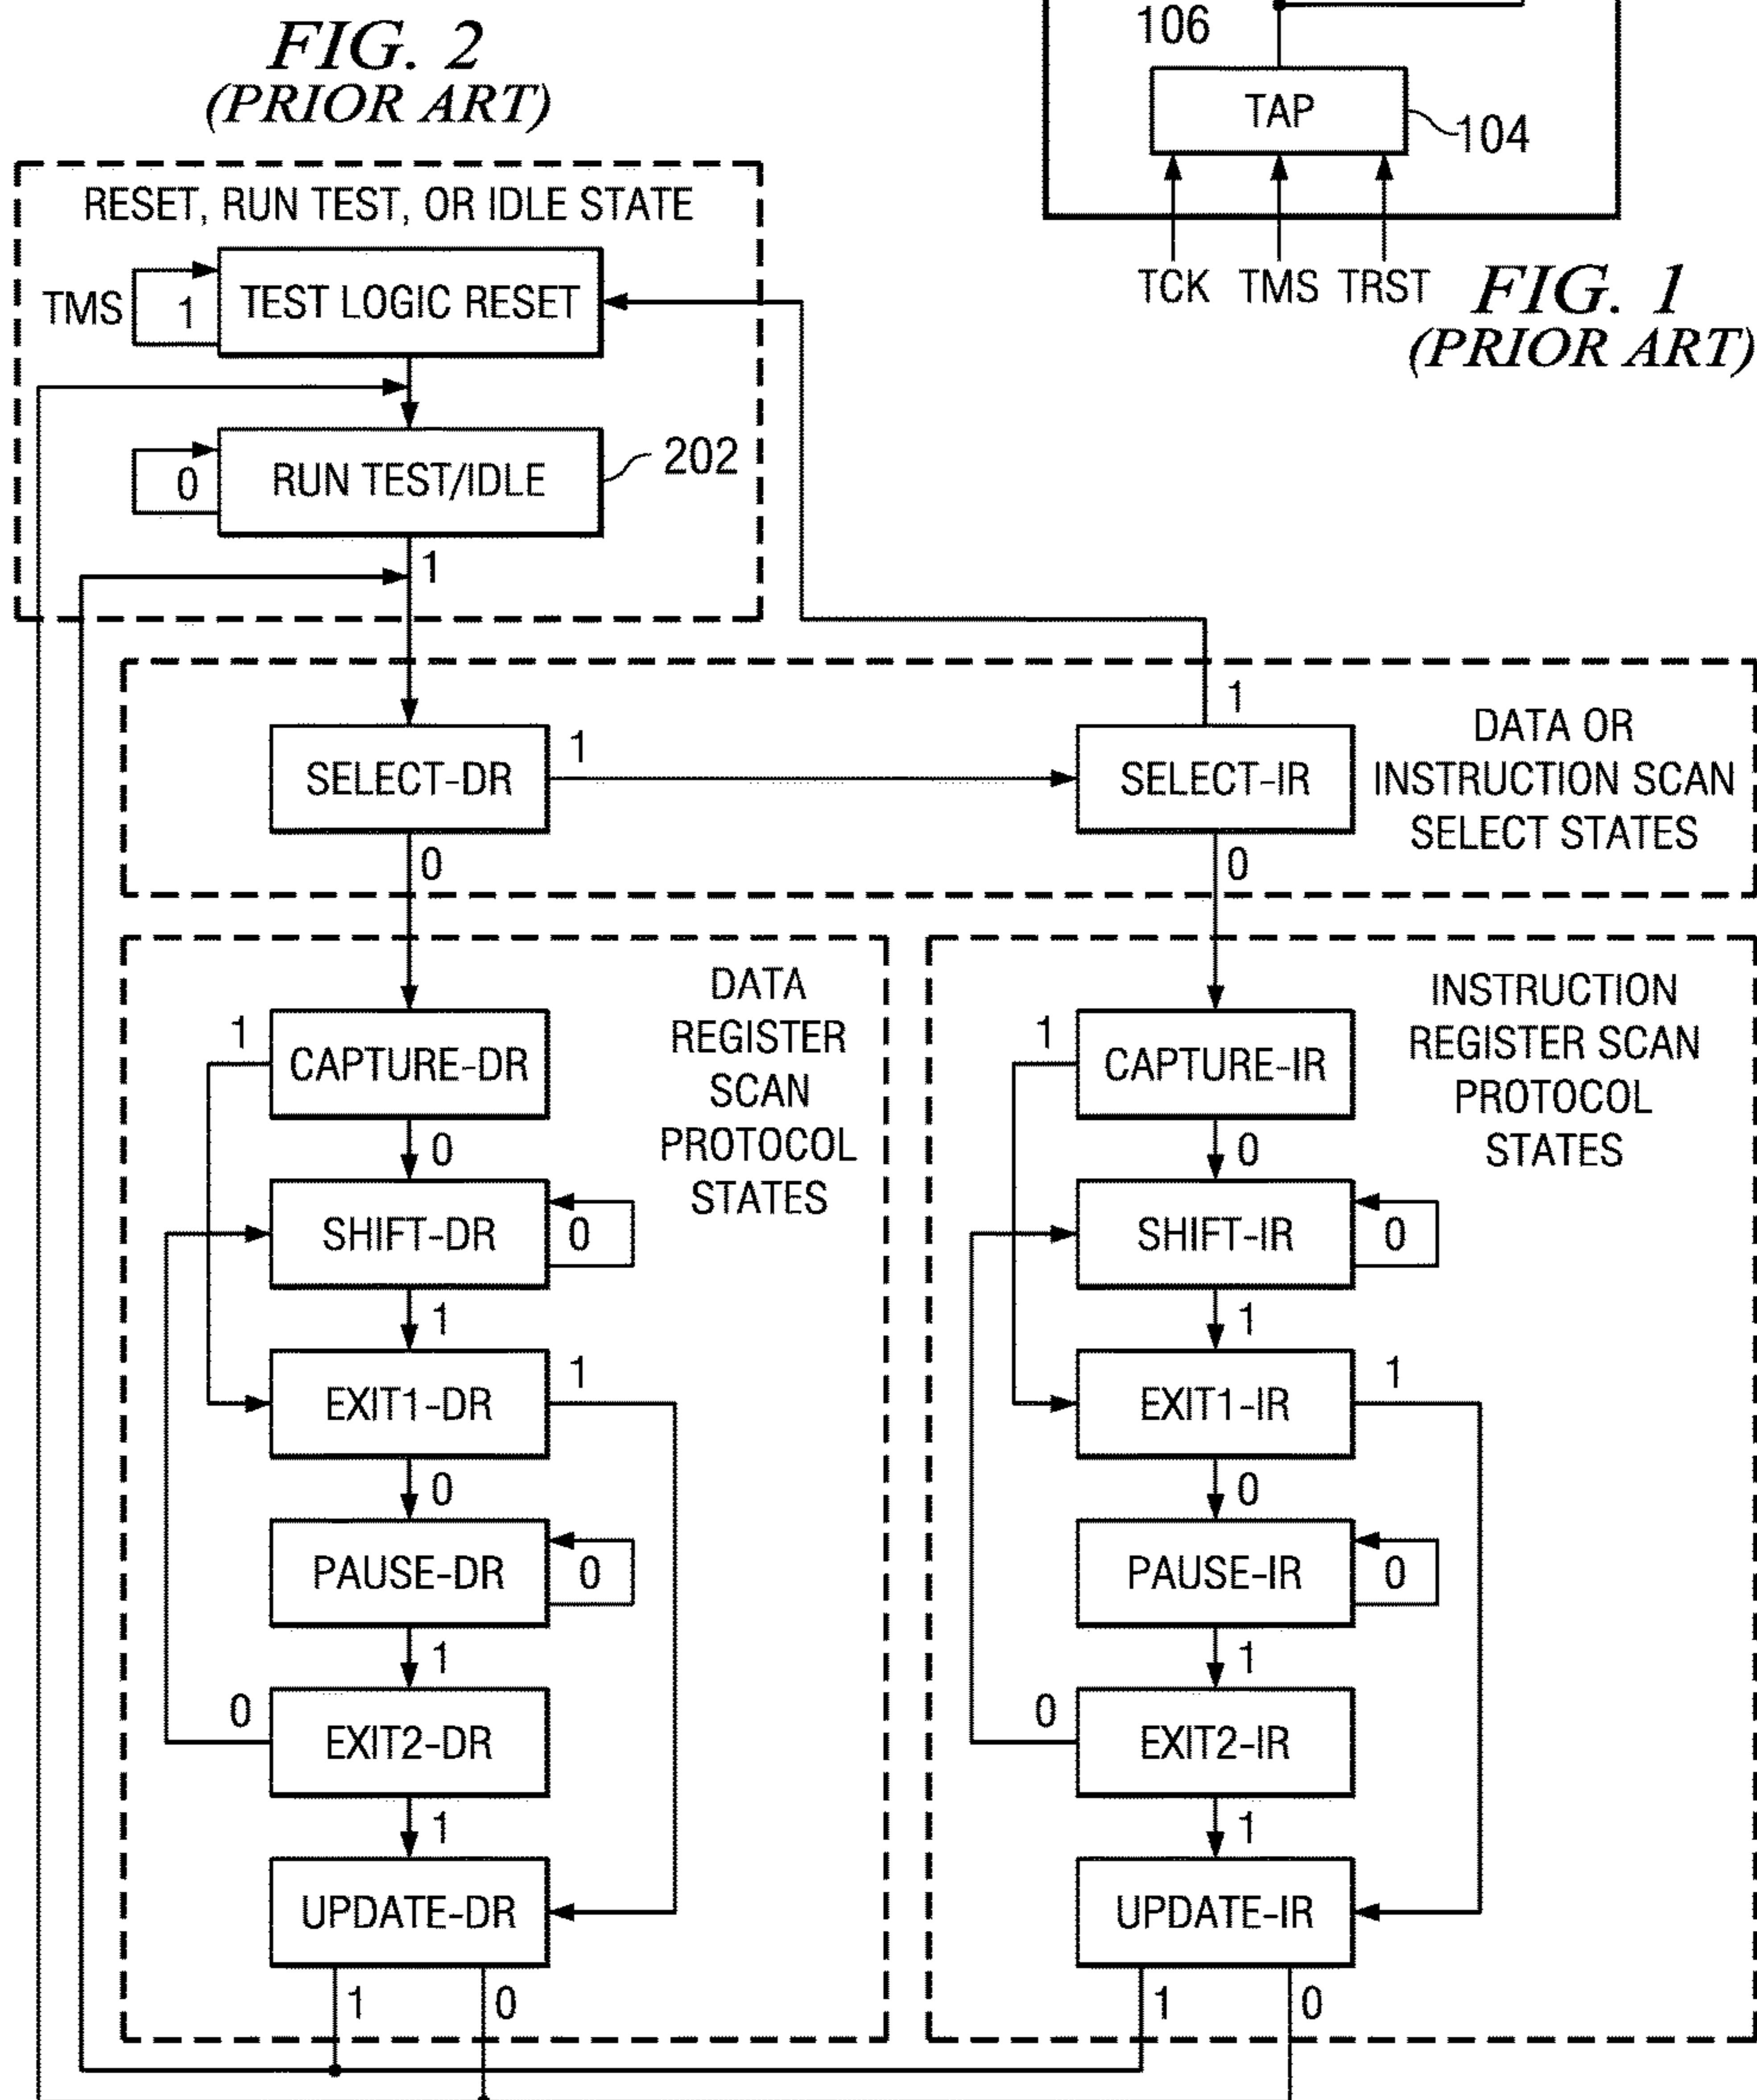 FIG. 2
(PRIOR ART)
106
TAP
104
TCK TMS TRST
FIG. 1
(PRIOR ART)
RESET, RUN TEST, OR IDLE STATE
TMS
1
TEST LOGIC RESET
0
RUN TEST/IDLE
202
1
SELECT-DR
1
1
SELECT-IR
DATA OR
INSTRUCTION SCAN
SELECT STATES
0
0
DATA
REGISTER
SCAN
PROTOCOL
STATES
1
CAPTURE-DR
0
SHIFT-DR
0
1
EXIT1-DR
1
0
PAUSE-DR
0
1
0
EXIT2-DR
1
UPDATE-DR
1
0
INSTRUCTION
REGISTER SCAN
PROTOCOL
STATES
1
CAPTURE-IR
0
SHIFT-IR
0
1
EXIT1-IR
1
0
PAUSE-IR
0
1
0
EXIT2-IR
1
UPDATE-IR
1
0